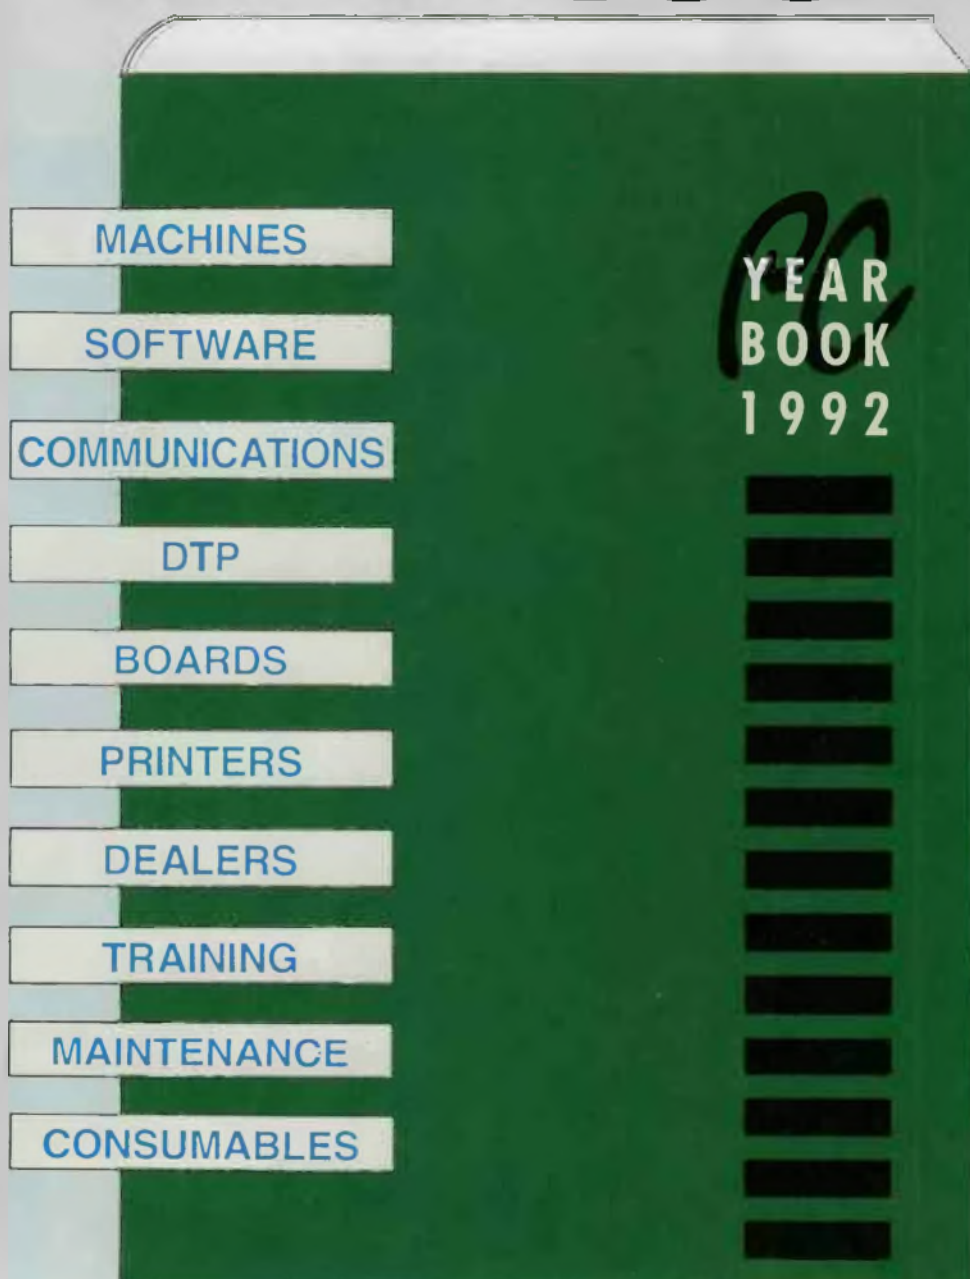 MACHINES
SOFTWARE
COMMUNICATIONS
DTP
BOARDS
PRINTERS
DEALERS
TRAINING
MAINTENANCE
CONSUMABLES
PC
YEAR
BOOK
1992